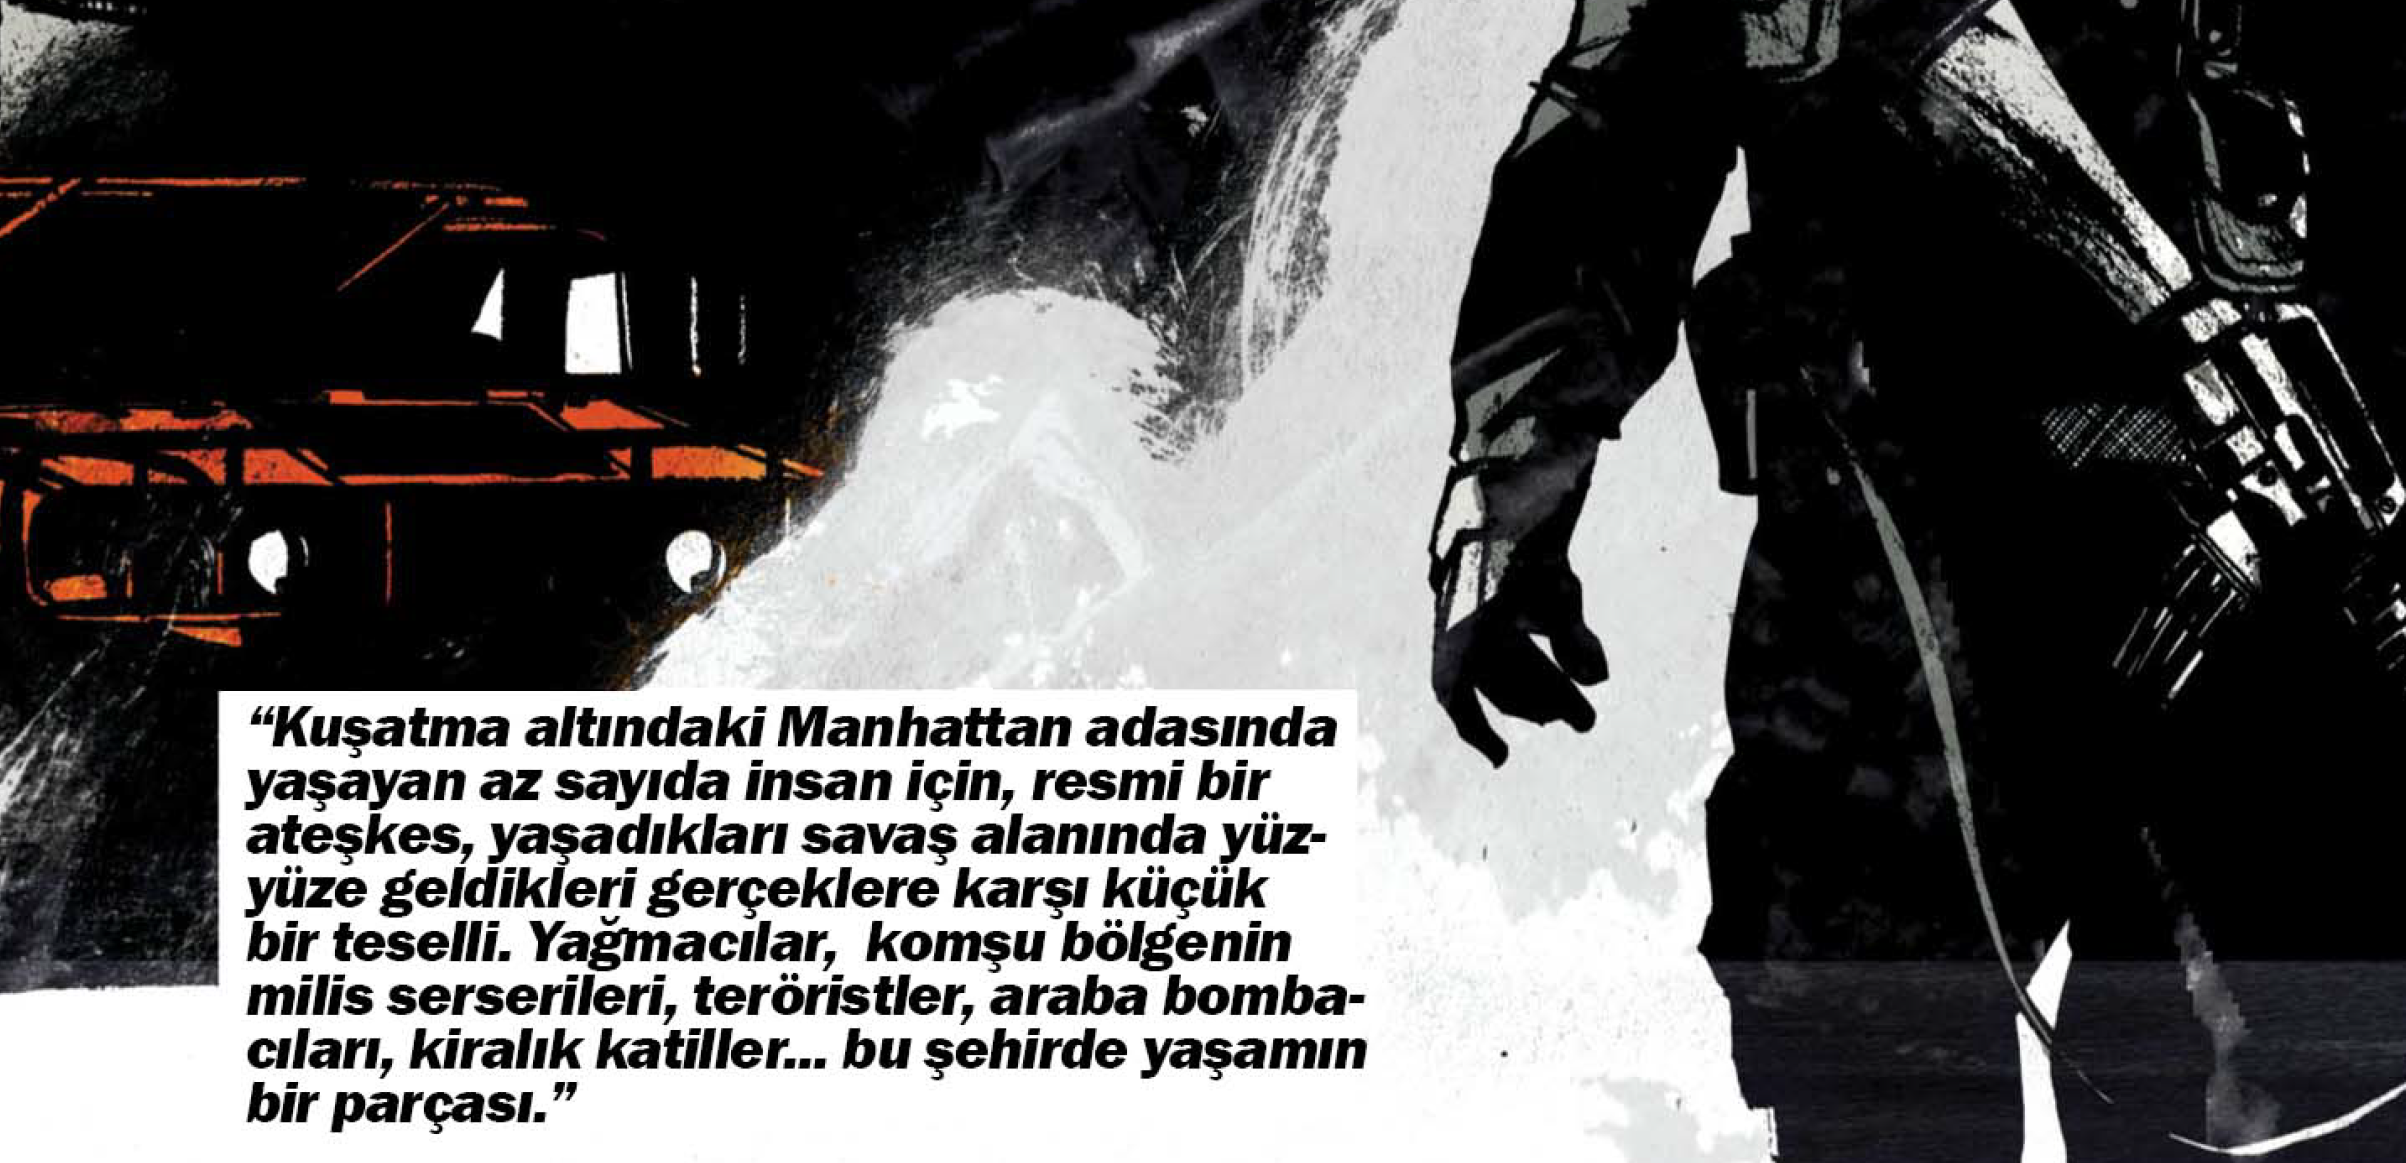 “Kuşatma altındaki Manhattan adasında
yaşayan az sayıda insan için, resmi bir
ateşkes, yaşadıkları savaş alanında yüz-
yüze geldikleri gerçeklere karşı küçük
bir teselli. Yağmacılar,  komşu bölgenin
milis serserileri, teröristler, araba bomba-
cıları, kiralık katiller... bu şehirde yaşamın
bir parçası.”